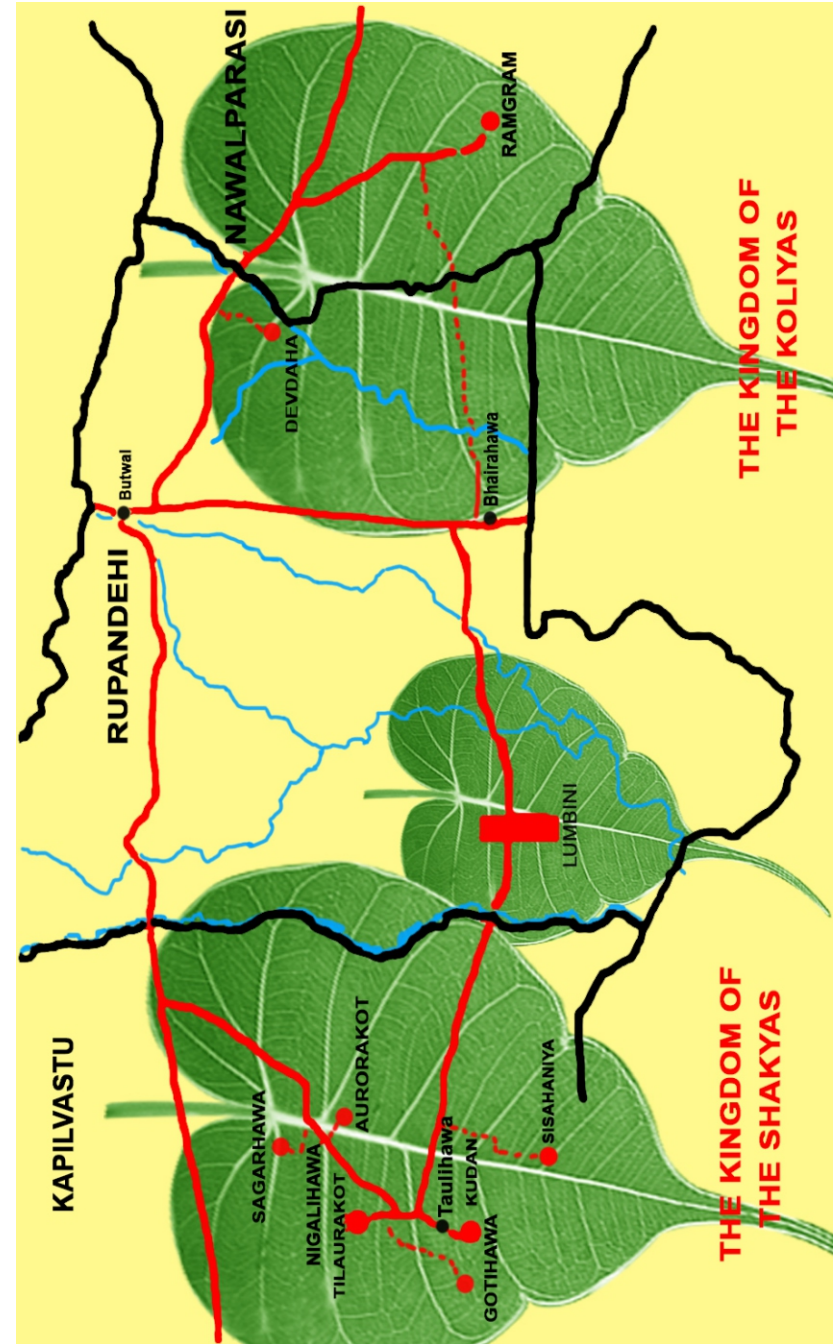 KAPILVASTU
RUPANDEHI
Butwal
NAWALPARASI
SAGARHAWA
DEVDAHA
NIGALIHAWA
TILAURAKOT
AURORAKOT
Taulihawa
KUDAN
GOTIHAWA
Bhairahawa
RAMGRAM
SISAHANIYA
LUMBINI
THE KINGDOM OF
THE SHAKYAS
THE KINGDOM OF
THE KOLIYAS